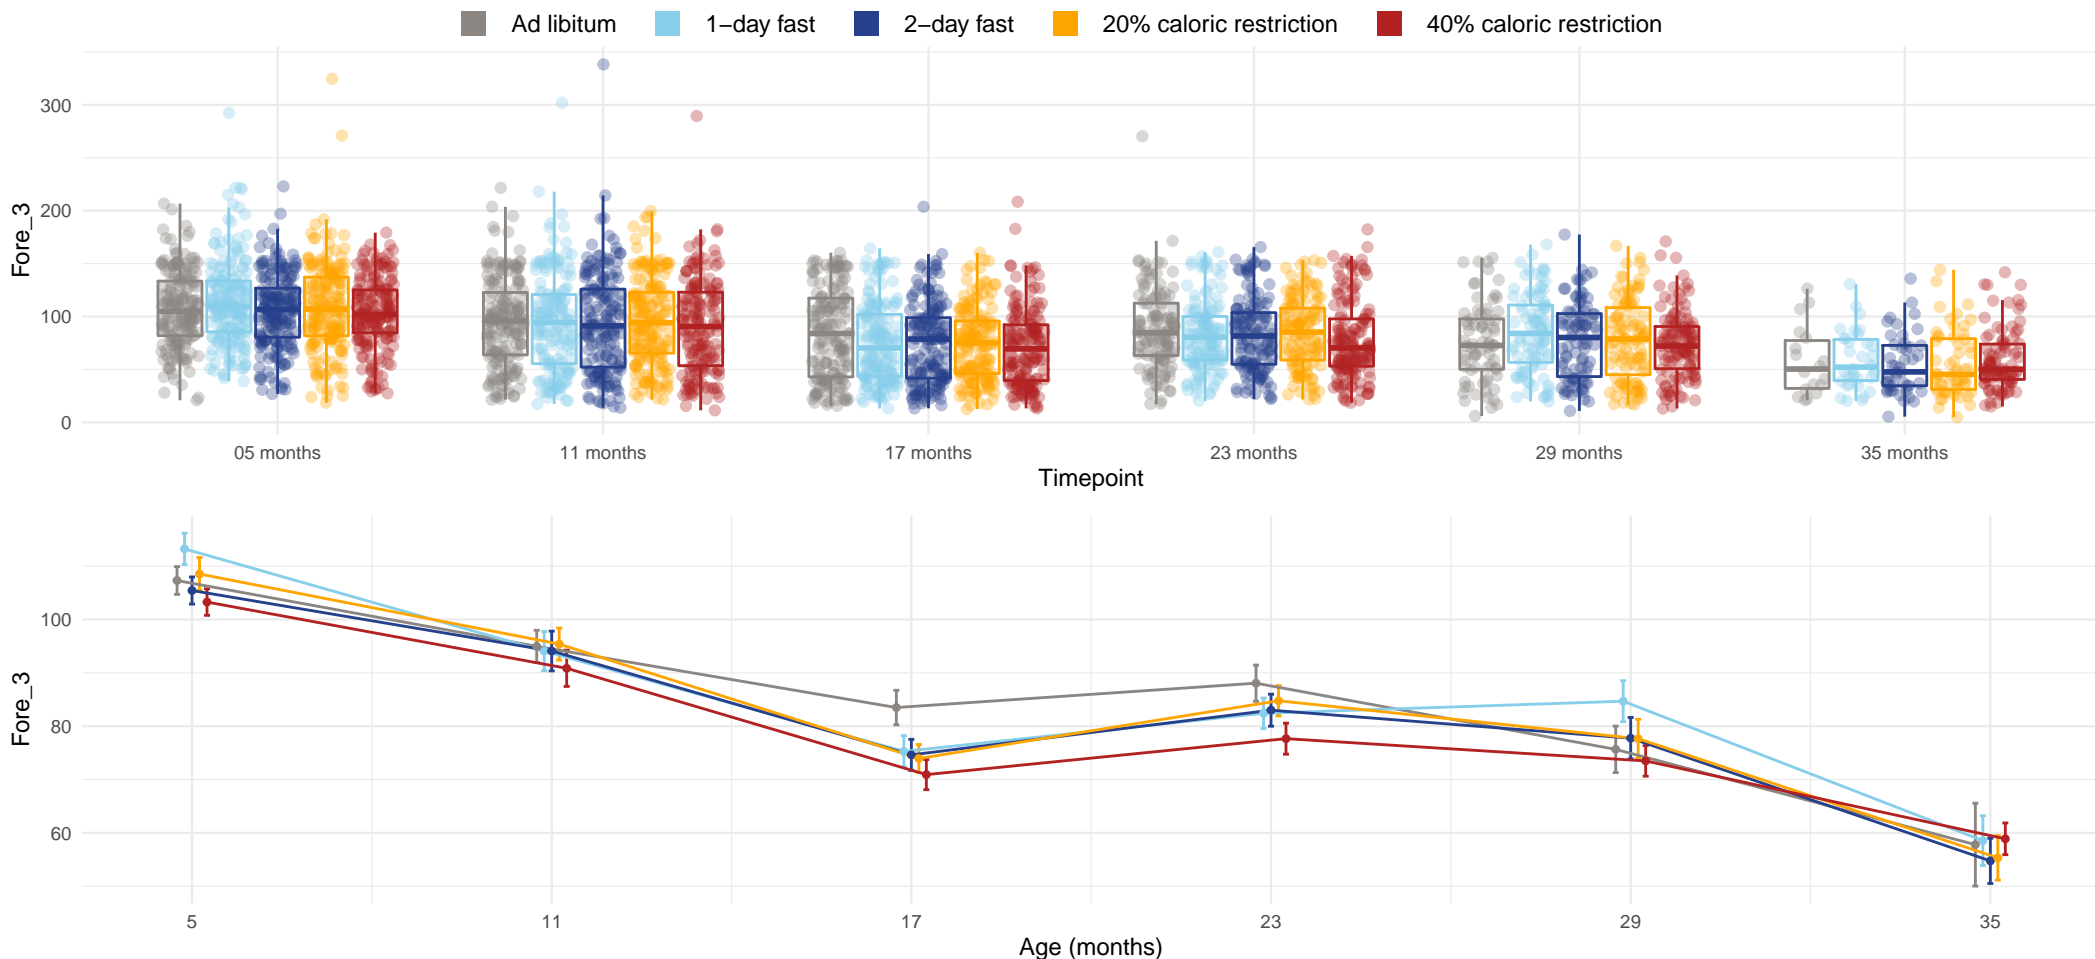 Ad libitum 1−day fast 2−day fast 20% caloric restriction 40% caloric restriction
300
200
100
0
Fore_3
05 months 11 months 17 months 23 months 29 months 35 months
Timepoint
100
80
60
Fore_3
5 11 17 23 29 35
Age (months)